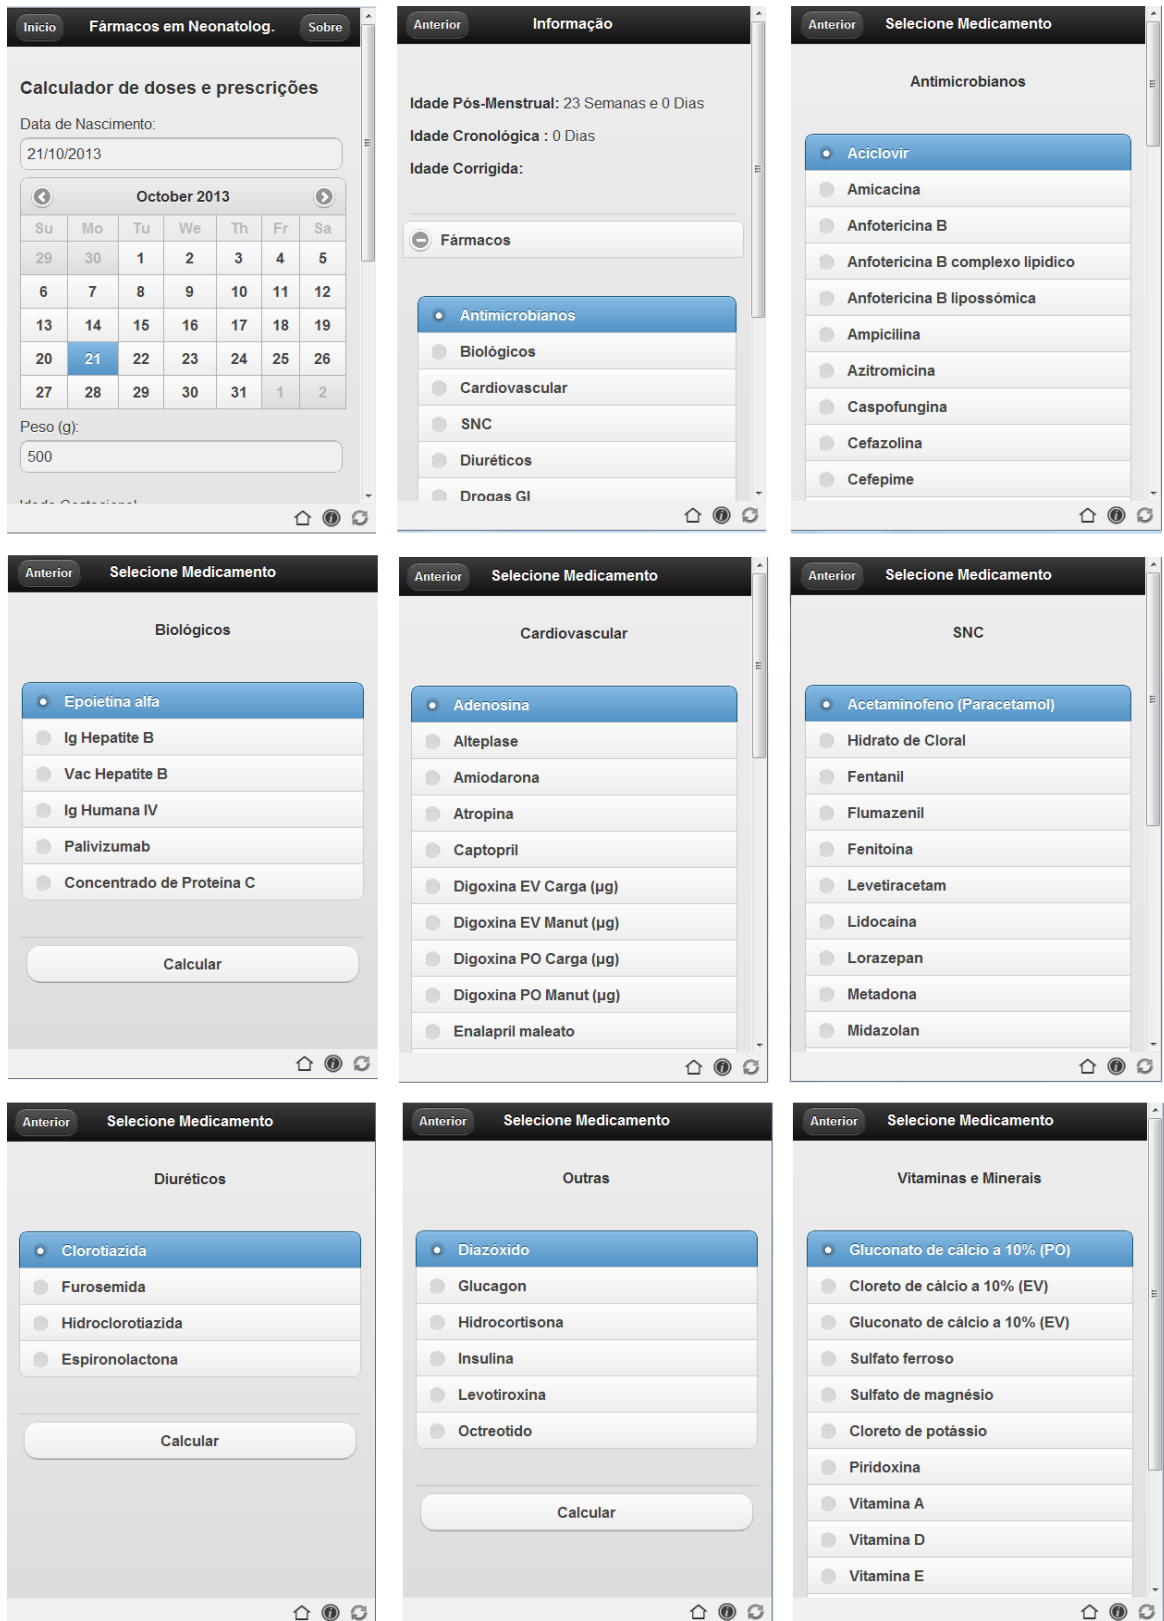 Início
Fármacos em Neonatolog.
Sobre
Calculador de doses e prescrições
Data de Nascimento:
21/10/2013
October 2013
Su Mo Tu We Th Fr Sa
29 30 1 2 3 4 5
6 7 8 9 10 11 12
13 14 15 16 17 18 19
20 21 22 23 24 25 26
27 28 29 30 31 1 2
Peso (g):
500
Anterior
Informação
Idade Pós-Menstrual: 23 Semanas e 0 Dias
Idade Cronológica : 0 Dias
Idade Corrigida:
Fármacos
Antimicrobianos
Biológicos
Cardiovascular
SNC
Diuréticos
Drogas GI
Anterior
Selecione Medicamento
Antimicrobianos
Aciclovir
Amicacina
Anfotericina B
Anfotericina B complexo lipidico
Anfotericina B lipossómica
Ampicilina
Azitromicina
Caspofungina
Cefazolina
Cefepime
Anterior
Selecione Medicamento
Biológicos
Epoietina alfa
Ig Hepatite B
Vac Hepatite B
Ig Humana IV
Palivizumab
Concentrado de Proteína C
Calcular
Anterior
Selecione Medicamento
Cardiovascular
Adenosina
Alteplase
Amiodarona
Atropina
Captopril
Digoxina EV Carga (µg)
Digoxina EV Manut (µg)
Digoxina PO Carga (µg)
Digoxina PO Manut (µg)
Enalapril maleato
Anterior
Selecione Medicamento
SNC
Acetaminofeno (Paracetamol)
Hidrato de Cloral
Fentanil
Flumazenil
Fenitoina
Levetiracetam
Lidocaína
Lorazepan
Metadona
Midazolan
Anterior
Selecione Medicamento
Diuréticos
Clorotiazida
Furosemida
Hidroclorotiazida
Espironolactona
Calcular
Anterior
Selecione Medicamento
Outras
Diazóxido
Glucagon
Hidrocortisona
Insulina
Levotiroxina
Octreotido
Calcular
Anterior
Selecione Medicamento
Vitaminas e Minerais
Gluconato de cálcio a 10% (PO)
Cloreto de cálcio a 10% (EV)
Gluconato de cálcio a 10% (EV)
Sulfato ferroso
Sulfato de magnésio
Cloreto de potássio
Piridoxina
Vitamina A
Vitamina D
Vitamina E